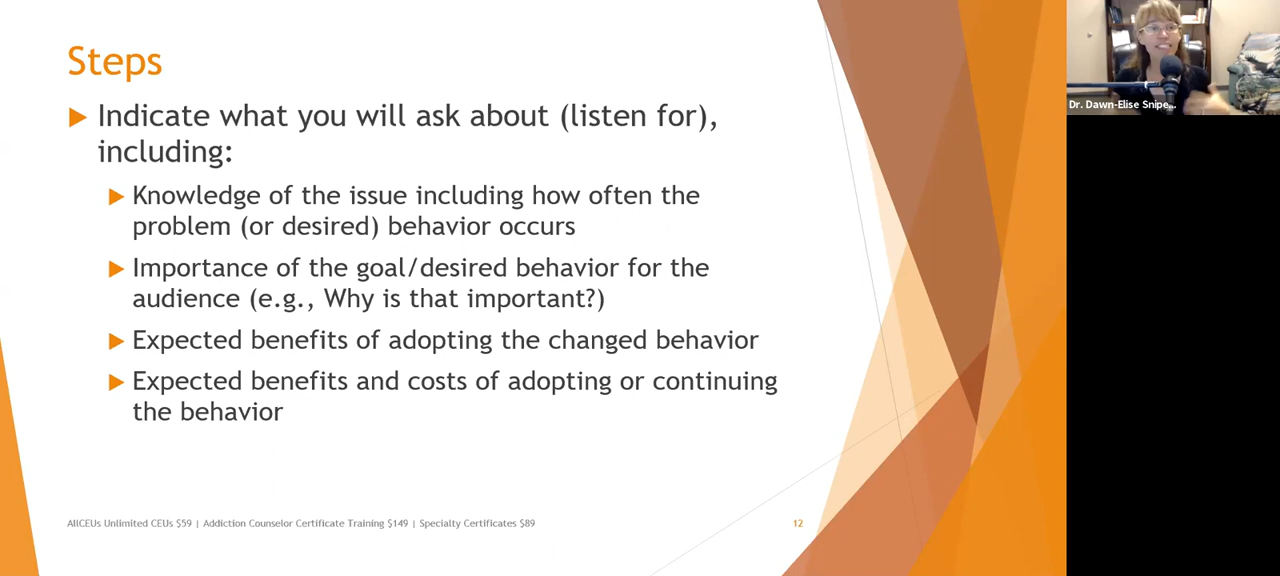 Steps
Indicate what you will ask about (listen for),
including:
Knowledge of the issue including how often the
problem (or desired) behavior occurs
Importance of the goal/desired behavior for the
audience (e.g., Why is that important?)
Expected benefits of adopting the changed behavior
Expected benefits and costs of adopting or continuing
the behavior
AllCEUs Unlimited CEUs $59 | Addiction Counselor Certificate Training $149 | Specialty Certificates $89
12
Dr. Dawn-Elise Snipe...